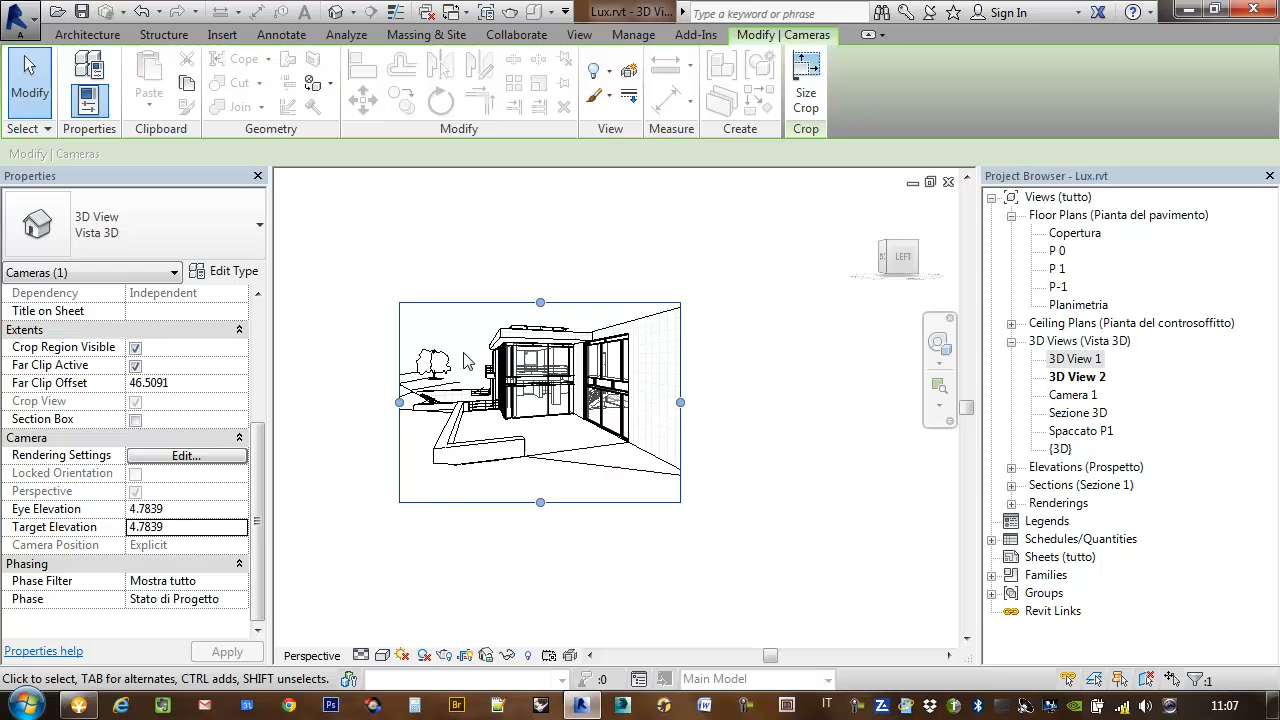 Lux.rvt - 3D Vi...
Type a keyword or phrase
Sign In
A
Architecture
Structure
Insert
Annotate
Analyze
Massing & Site
Collaborate
View
Manage
Add-Ins
Modify | Cameras
Modify
Paste
Cope
Cut
Join
Size
Crop
Select
Properties
Clipboard
Geometry
Modify
View
Measure
Create
Crop
Modify | Cameras
Properties
3D View
Vista 3D
Cameras (1)
Edit Type
Dependency Independent
Title on Sheet
Extents
Crop Region Visible
Far Clip Active
Far Clip Offset 46.5091
Crop View
Section Box
Camera
Rendering Settings Edit...
Locked Orientation
Perspective
Eye Elevation 4.7839
Target Elevation 4.7839
Camera Position Explicit
Phasing
Phase Filter Mostra tutto
Phase Stato di Progetto
Properties help
Apply
LEFT
Perspective
Project Browser - Lux.rvt
Views (tutto)
Floor Plans (Pianta del pavimento)
Copertura
P 0
P 1
P-1
Planimetria
Ceiling Plans (Pianta del controsoffitto)
3D Views (Vista 3D)
3D View 1
3D View 2
Camera 1
Sezione 3D
Spaccato P1
{3D}
Elevations (Prospetto)
Sections (Sezione 1)
Renderings
Legends
Schedules/Quantities
Sheets (tutto)
Families
Groups
Revit Links
Click to select, TAB for alternates, CTRL adds, SHIFT unselects.
:0
Main Model
:1
Ps
Br
IT
11:07